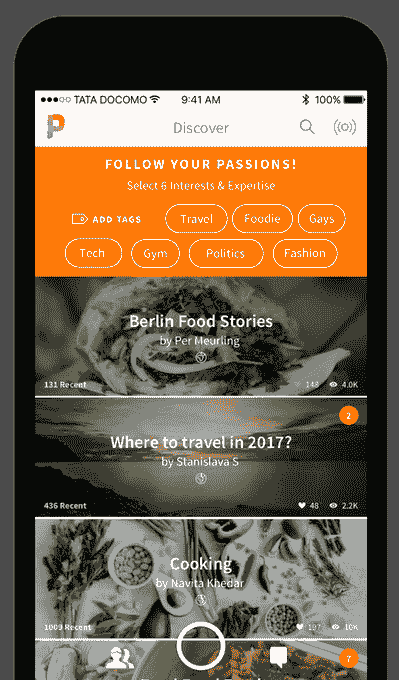 TATA DOCOMO 9:41 AM 100%
P
Discover
FOLLOW YOUR PASSIONS!
Select 6 Interests & Expertise
ADD TAGS Travel Foodie Gays
Tech Gym Politics Fashion
Berlin Food Stories
by Per Meurling
131 Recent 148 4.0K
2
Where to travel in 2017?
by Stanislava S
436 Recent 48 2.2K
Cooking
by Navita Khedar
1009 Recent 197 10K
7